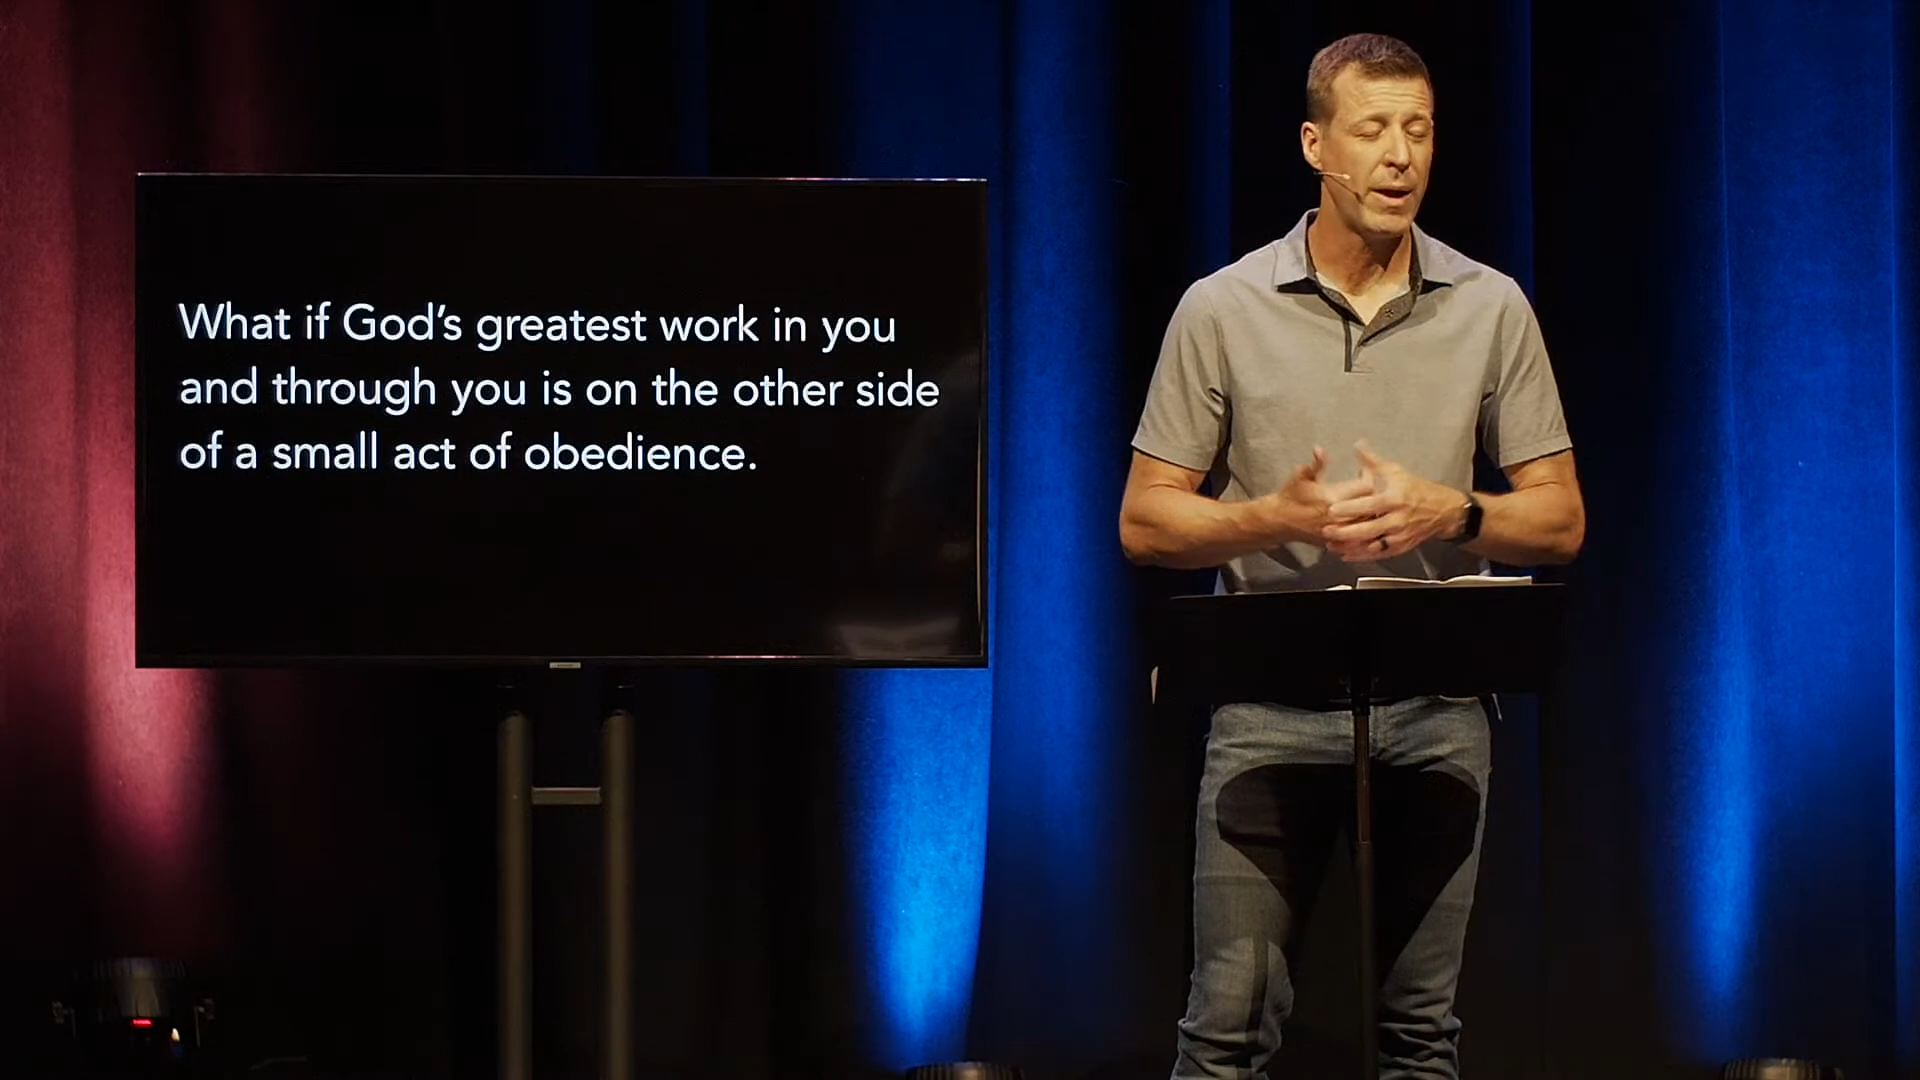 What if God's greatest work in you
and through you is on the other side
of a small act of obedience.